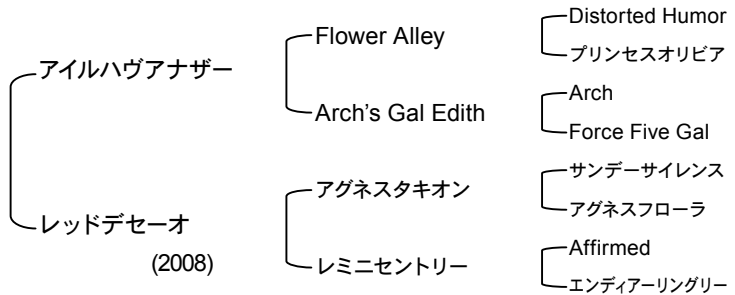 アイルハヴアナザー
Flower Alley
Distorted Humor
プリンセスオリビア
Arch's Gal Edith
Arch
Force Five Gal
レッドデセーオ
(2008)
アグネスタキオン
サンデーサイレンス
アグネスフローラ
レミニセントリー
Affirmed
エンディアーリングリー